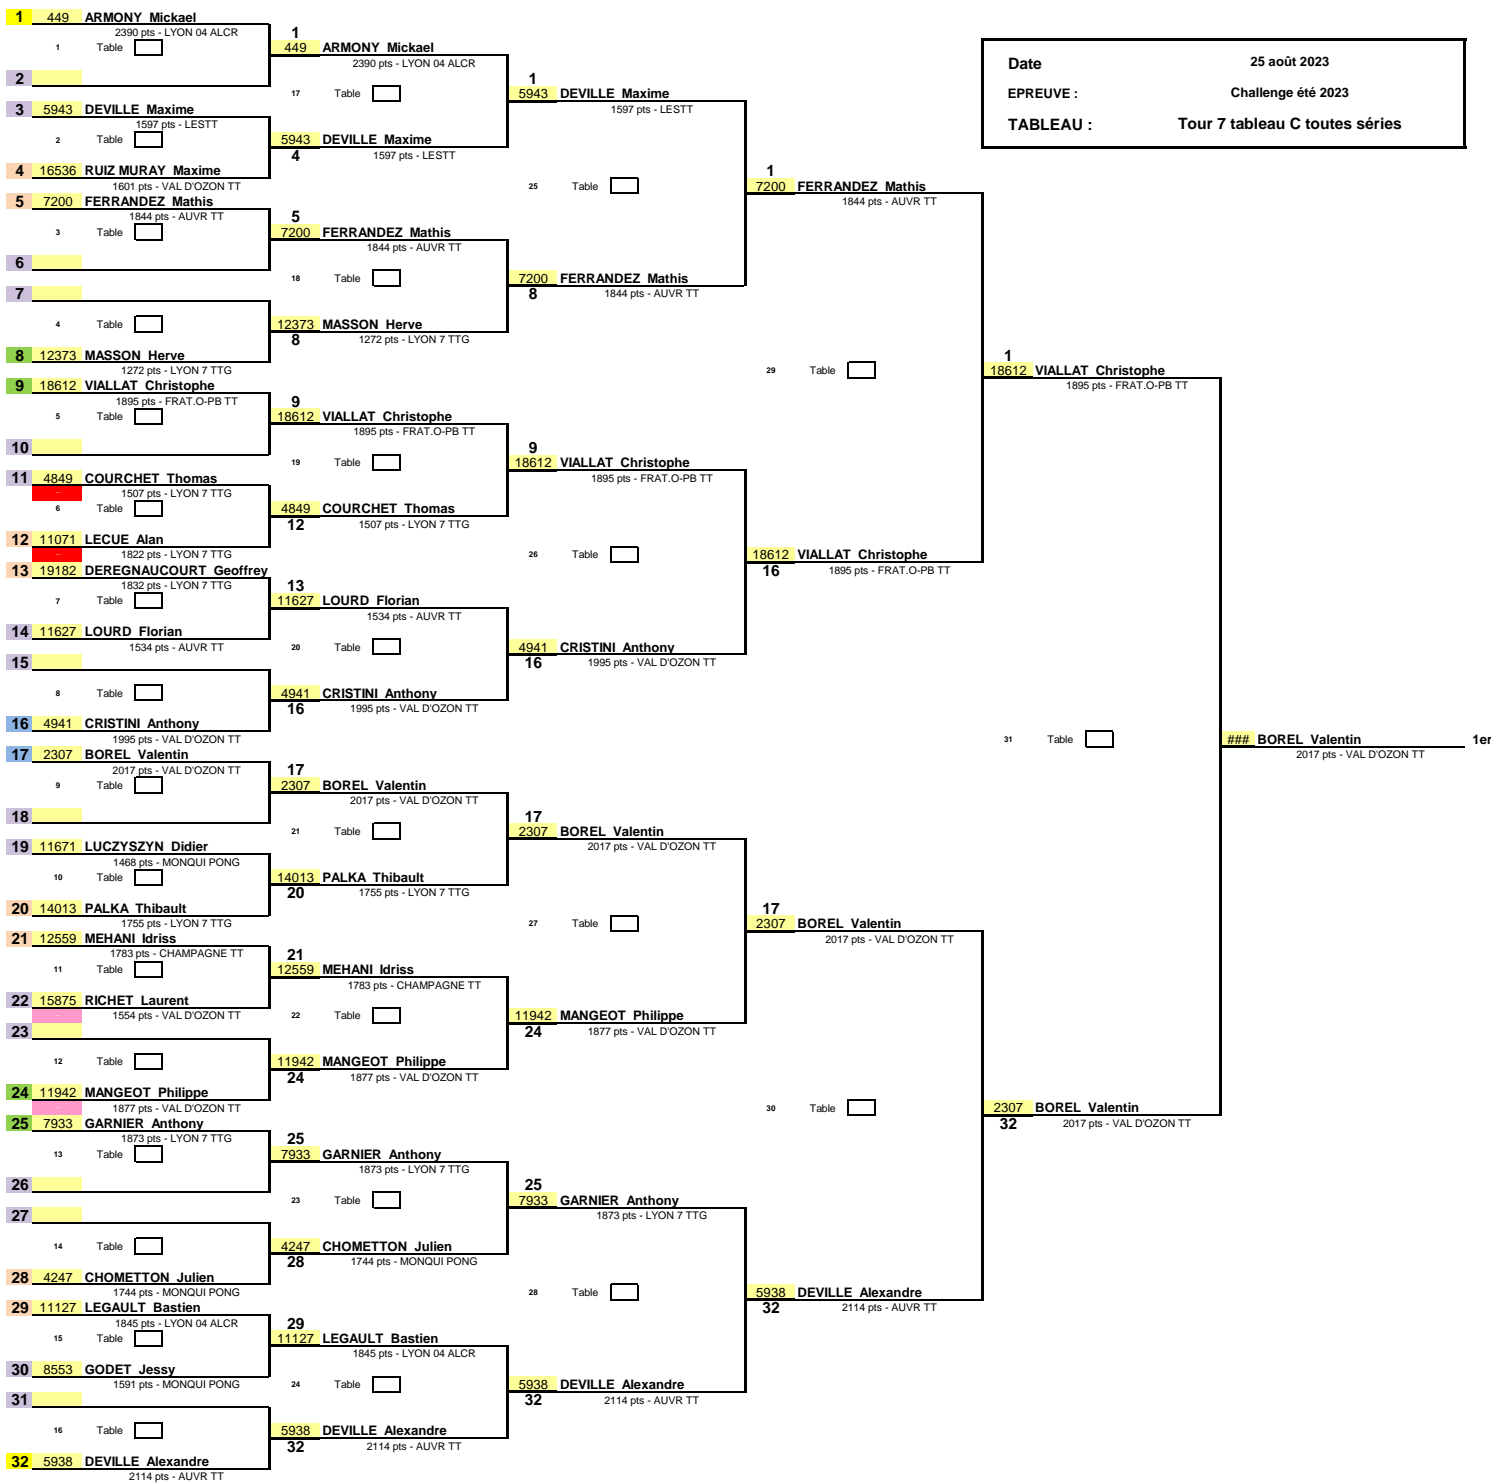 Date 25 août 2023
EPREUVE : Challenge été 2023
TABLEAU : Tour 7 tableau C toutes séries
1 449 ARMONY Mickael
2390 pts - LYON 04 ALCR
1 Table
2
3 5943 DEVILLE Maxime
1597 pts - LESTT
2 Table
4 16536 RUIZ MURAY Maxime
1601 pts - VAL D'OZON TT
5 7200 FERRANDEZ Mathis
1844 pts - AUVR TT
3 Table
6
7
4 Table
8 12373 MASSON Herve
1272 pts - LYON 7 TTG
9 18612 VIALLAT Christophe
1895 pts - FRAT.O-PB TT
5 Table
10
11 4849 COURCHET Thomas
1507 pts - LYON 7 TTG
6 Table
12 11071 LECUE Alan
1822 pts - LYON 7 TTG
13 19182 DEREGNAUCOURT Geoffrey
1832 pts - LYON 7 TTG
7 Table
14 11627 LOURD Florian
1534 pts - AUVR TT
15
8 Table
16 4941 CRISTINI Anthony
1995 pts - VAL D'OZON TT
17 2307 BOREL Valentin
2017 pts - VAL D'OZON TT
9 Table
18
19 11671 LUCZYSZYN Didier
1468 pts - MONQUI PONG
10 Table
20 14013 PALKA Thibault
1755 pts - LYON 7 TTG
21 12559 MEHANI Idriss
1783 pts - CHAMPAGNE TT
11 Table
22 15875 RICHET Laurent
1554 pts - VAL D'OZON TT
23
12 Table
24 11942 MANGEOT Philippe
1877 pts - VAL D'OZON TT
25 7933 GARNIER Anthony
1873 pts - LYON 7 TTG
13 Table
26
27
14 Table
28 4247 CHOMETTON Julien
1744 pts - MONQUI PONG
29 11127 LEGAULT Bastien
1845 pts - LYON 04 ALCR
15 Table
30 8553 GODET Jessy
1591 pts - MONQUI PONG
31
16 Table
32 5938 DEVILLE Alexandre
2114 pts - AUVR TT
1
449 ARMONY Mickael
2390 pts - LYON 04 ALCR
17 Table
5943 DEVILLE Maxime
4 1597 pts - LESTT
5
7200 FERRANDEZ Mathis
1844 pts - AUVR TT
18 Table
12373 MASSON Herve
8 1272 pts - LYON 7 TTG
9
18612 VIALLAT Christophe
1895 pts - FRAT.O-PB TT
19 Table
4849 COURCHET Thomas
12 1507 pts - LYON 7 TTG
13
11627 LOURD Florian
1534 pts - AUVR TT
20 Table
4941 CRISTINI Anthony
16 1995 pts - VAL D'OZON TT
17
2307 BOREL Valentin
2017 pts - VAL D'OZON TT
21 Table
14013 PALKA Thibault
20 1755 pts - LYON 7 TTG
21
12559 MEHANI Idriss
1783 pts - CHAMPAGNE TT
22 Table
11942 MANGEOT Philippe
24 1877 pts - VAL D'OZON TT
25
7933 GARNIER Anthony
1873 pts - LYON 7 TTG
23 Table
4247 CHOMETTON Julien
28 1744 pts - MONQUI PONG
29
11127 LEGAULT Bastien
1845 pts - LYON 04 ALCR
24 Table
5938 DEVILLE Alexandre
32 2114 pts - AUVR TT
1
5943 DEVILLE Maxime
1597 pts - LESTT
25 Table
7200 FERRANDEZ Mathis
8 1844 pts - AUVR TT
9
18612 VIALLAT Christophe
1895 pts - FRAT.O-PB TT
26 Table
4941 CRISTINI Anthony
16 1995 pts - VAL D'OZON TT
17
2307 BOREL Valentin
2017 pts - VAL D'OZON TT
27 Table
11942 MANGEOT Philippe
24 1877 pts - VAL D'OZON TT
25
7933 GARNIER Anthony
1873 pts - LYON 7 TTG
28 Table
5938 DEVILLE Alexandre
32 2114 pts - AUVR TT
1
7200 FERRANDEZ Mathis
1844 pts - AUVR TT
29 Table
18612 VIALLAT Christophe
16 1895 pts - FRAT.O-PB TT
17
2307 BOREL Valentin
2017 pts - VAL D'OZON TT
30 Table
5938 DEVILLE Alexandre
32 2114 pts - AUVR TT
1
18612 VIALLAT Christophe
1895 pts - FRAT.O-PB TT
31 Table
2307 BOREL Valentin
32 2017 pts - VAL D'OZON TT
### BOREL Valentin 1er
2017 pts - VAL D'OZON TT